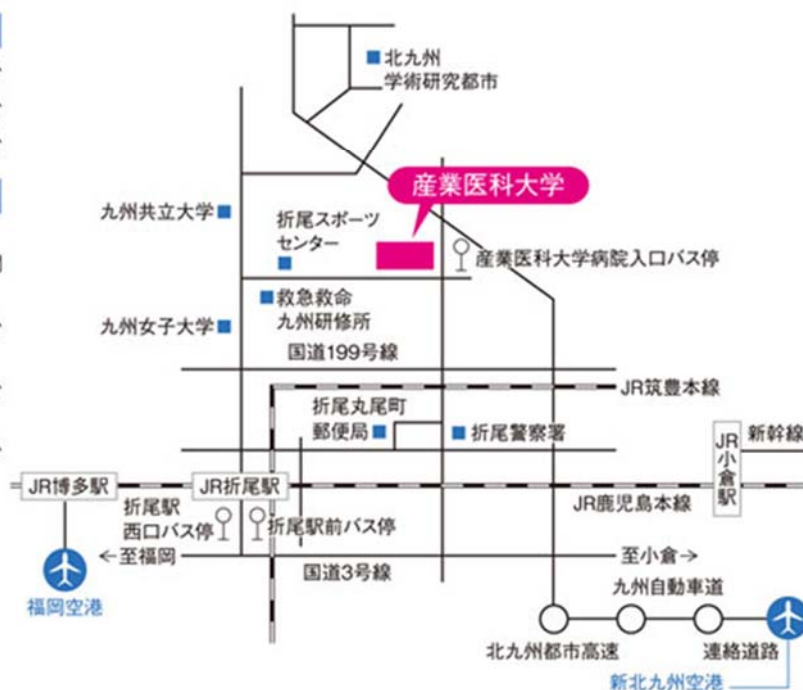 北九州
学術研究都市
産業医科大学
九州共立大学
折尾スポーツ
センター
産業医科大学病院入口バス停
救急救命
九州研修所
九州女子大学
国道199号線
JR筑豊本線
折尾丸尾町
郵便局
折尾警察署
JR小倉駅
新幹線
JR博多駅
JR折尾駅
JR鹿児島本線
折尾駅
西口バス停
折尾駅前バス停
←至福岡
至小倉→
国道3号線
九州自動車道
福岡空港
北九州都市高速
連絡道路
新北九州空港